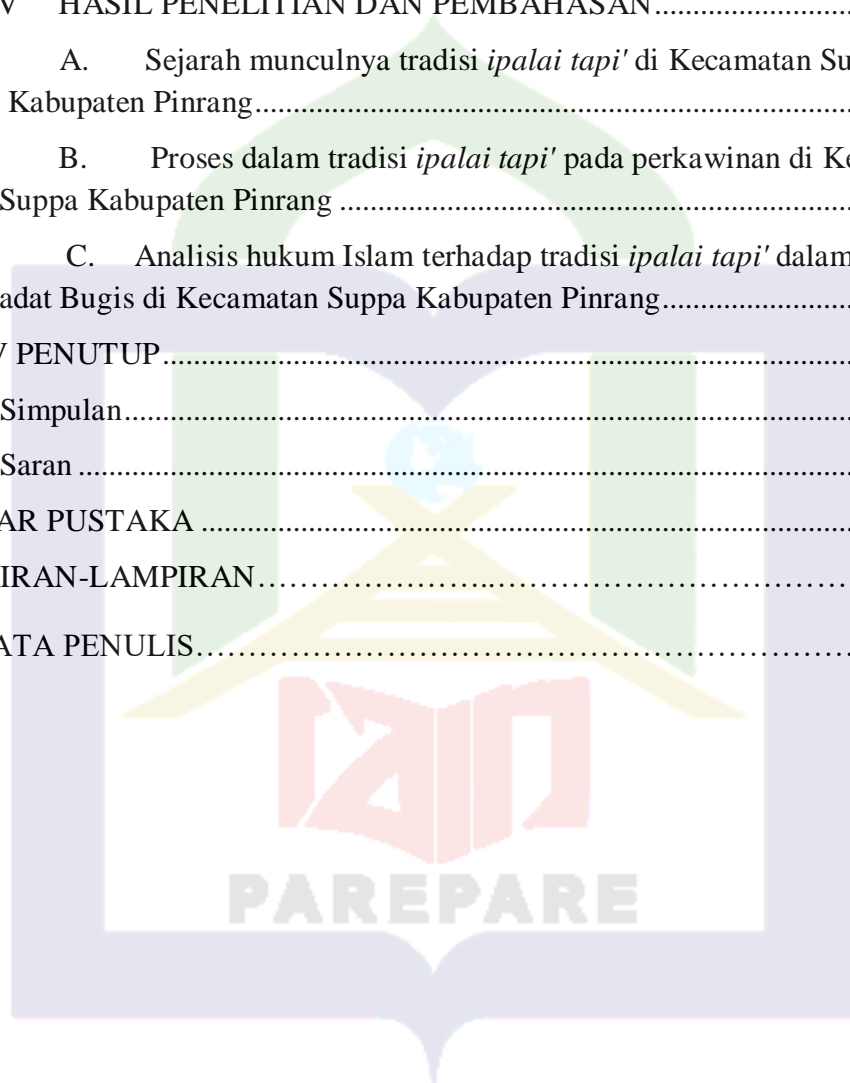 V HASIL PENELITIAN DAN PEMBAHASAN....................................
A. Sejarah munculnya tradisi ipalai tapi' di Kecamatan Su
Kabupaten Pinrang....................................................................................
B. Proses dalam tradisi ipalai tapi' pada perkawinan di Ke
Suppa Kabupaten Pinrang ........................................................................
C. Analisis hukum Islam terhadap tradisi ipalai tapi' dalam
adat Bugis di Kecamatan Suppa Kabupaten Pinrang..........................
V PENUTUP................................................................................................
Simpulan........................................................................................................
Saran ..............................................................................................................
AR PUSTAKA ..........................................................................................
IRAN-LAMPIRAN…………………..………………………………
ATA PENULIS…………………………………………………………
iain
PAREPARE